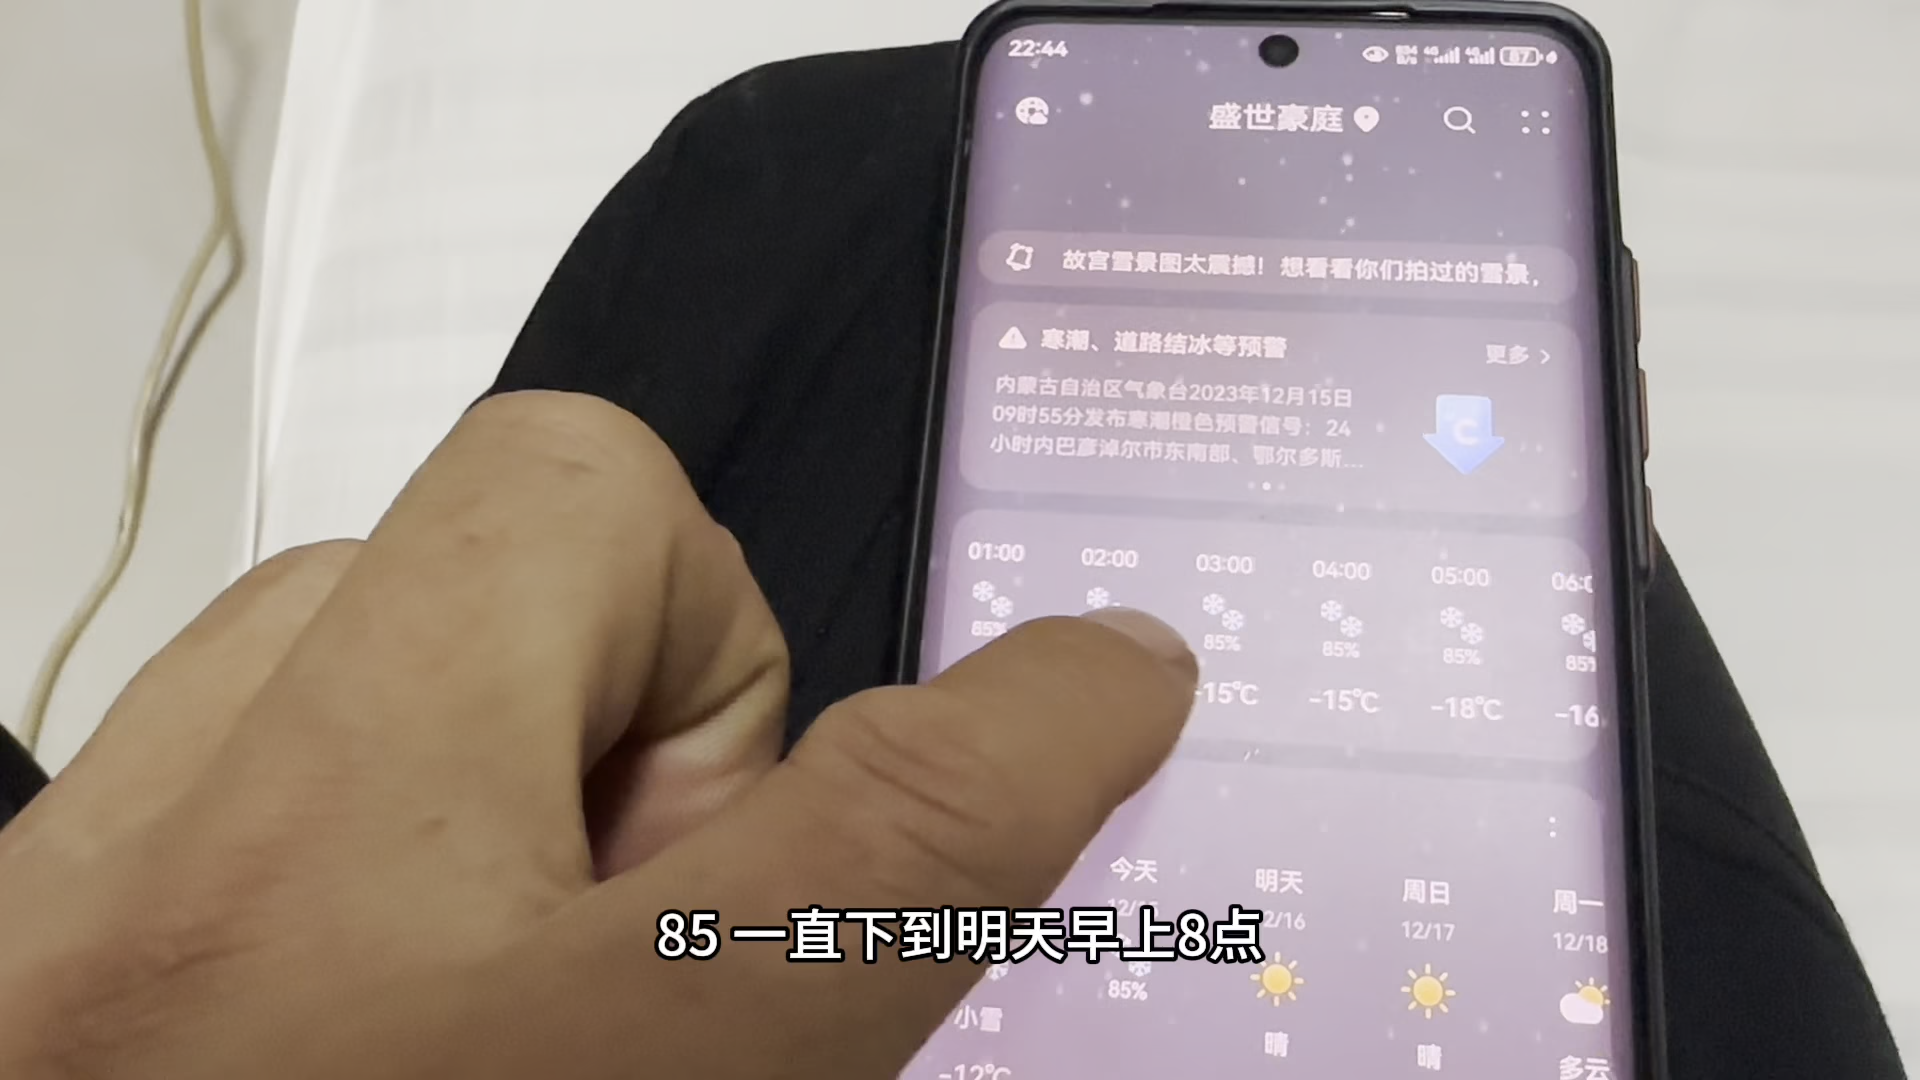 22:44
87
盛世豪庭
故宫雪景图太震撼！想看看你们拍过的雪景，
寒潮、道路结冰等预警
更多
内蒙古自治区气象台2023年12月15日
09时55分发布寒潮橙色预警信号：24
小时内巴彦淖尔市东南部、鄂尔多斯...
°C
01:00 02:00 03:00 04:00 05:00
85% 85% 85% 85%
-15°C -15°C -18°C -16
今天 明天 周日 周一
12/17 12/18
85 一直下到明天早上8点
85%
小雪 晴 晴 多云
-12°C